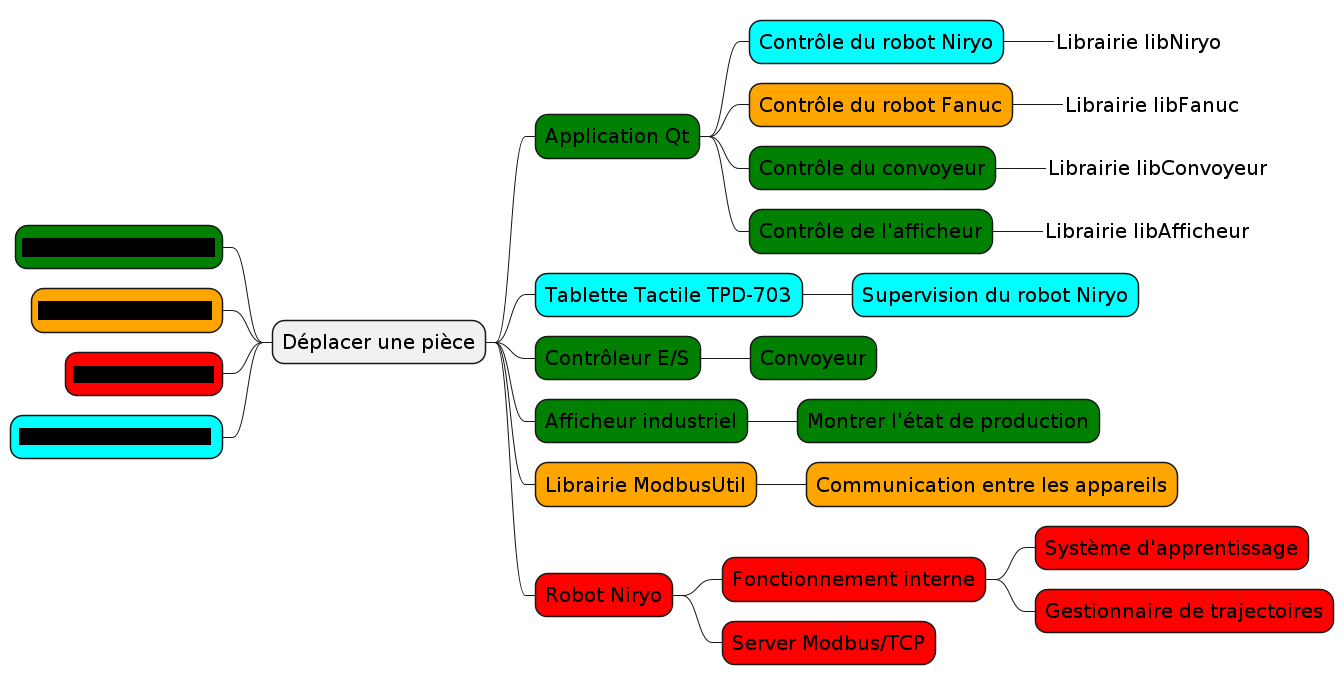 Déplacer une pièce
Application Qt
Contrôle du robot Niryo
Librairie libNiryo
Contrôle du robot Fanuc
Librairie libFanuc
Contrôle du convoyeur
Librairie libConvoyeur
Contrôle de l'afficheur
Librairie libAfficheur
Tablette Tactile TPD-703
Supervision du robot Niryo
Contrôleur E/S
Convoyeur
Afficheur industriel
Montrer l'état de production
Librairie ModbusUtil
Communication entre les appareils
Robot Niryo
Fonctionnement interne
Système d'apprentissage
Gestionnaire de trajectoires
Server Modbus/TCP